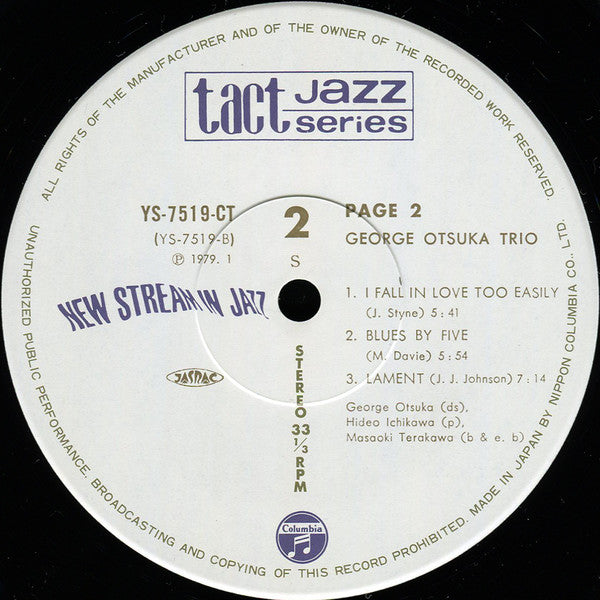 ALL RIGHTS OF THE MANUFACTURER AND OF THE OWNER OF THE RECORDED WORK RESERVED.
tact JAZZ series
YS-7519-CT
(YS-7519-B)
℗ 1979. 1
2
S
PAGE 2
GEORGE OTSUKA TRIO
NEW STREAM IN JAZZ
JASRAC
STEREO 33 1/3 RPM
1. I FALL IN LOVE TOO EASILY
(J. Styne) 5 : 41
2. BLUES BY FIVE
(M. Davie) 5 : 54
3. LAMENT (J. J. Johnson) 7 : 14
George Otsuka (ds),
Hideo Ichikawa (p),
Masaoki Terakawa (b & e. b)
Columbia
UNAUTHORIZED PUBLIC PERFORMANCE, BROADCASTING AND COPYING OF THIS RECORD PROHIBITED. MADE IN JAPAN BY NIPPON COLUMBIA CO., LTD.